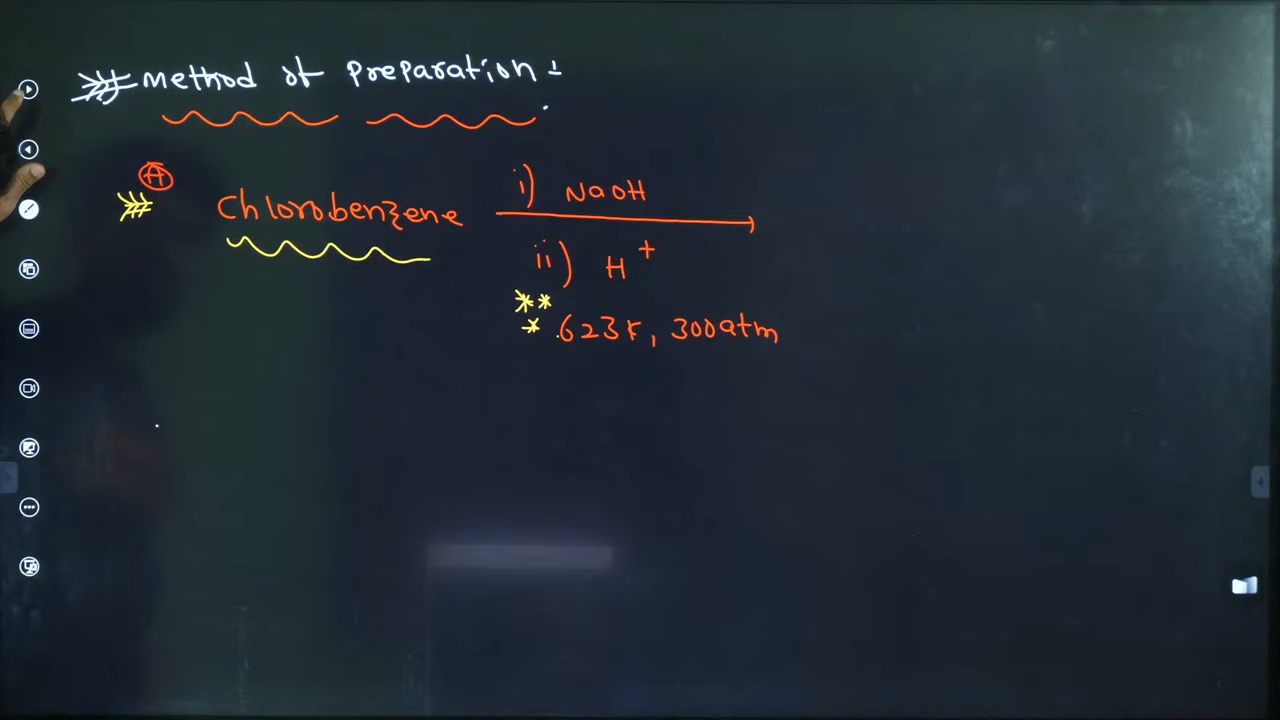 method of preparation :-
A
Chlorobenzene
i) NaOH
ii) H+
623K, 300atm